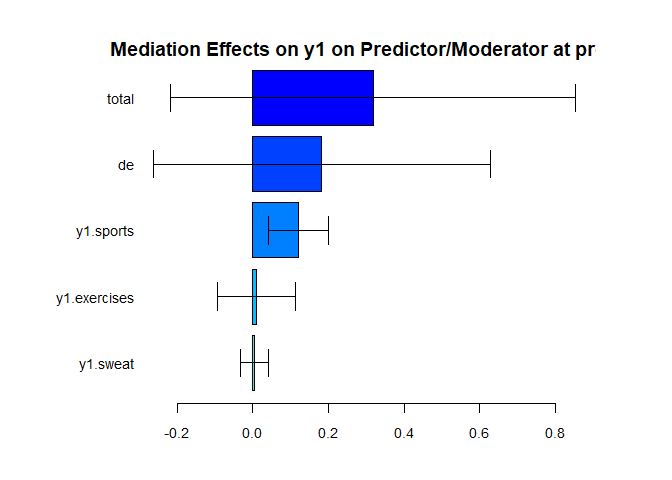 Mediation Effects on y1 on Predictor/Moderator at pr
total
de
y1.sports
y1.exercises
y1.sweat
-0.2 0.0 0.2 0.4 0.6 0.8